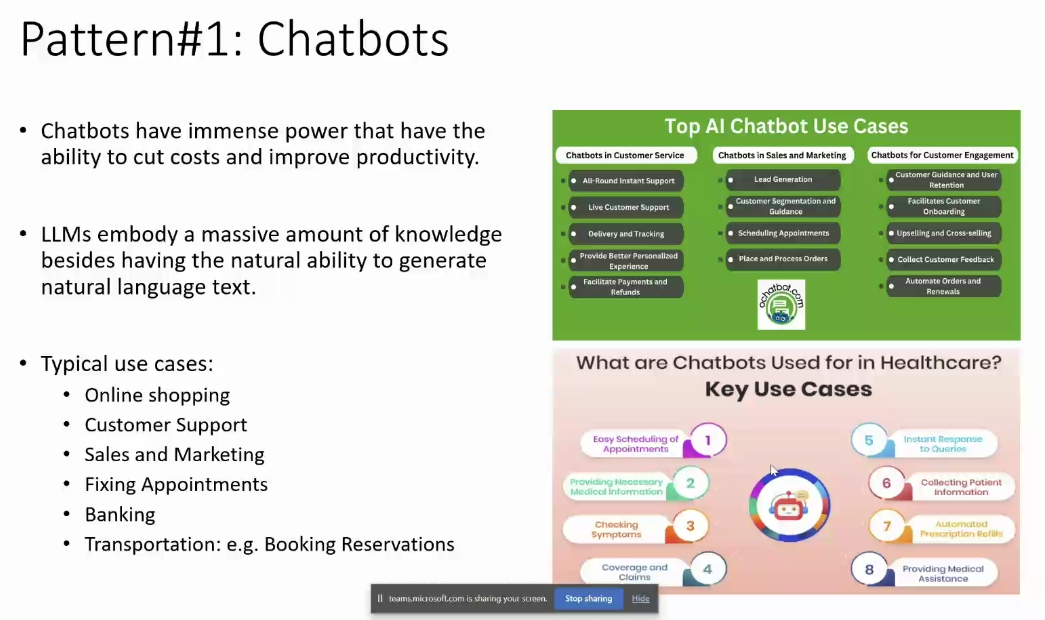 Pattern#1: Chatbots
• Chatbots have immense power that have the
ability to cut costs and improve productivity.
• LLMs embody a massive amount of knowledge
besides having the natural ability to generate
natural language text.
• Typical use cases:
• Online shopping
• Customer Support
• Sales and Marketing
• Fixing Appointments
• Banking
• Transportation: e.g. Booking Reservations
Top AI Chatbot Use Cases
Chatbots in Customer Service
All-Round Instant Support
Live Customer Support
Delivery and Tracking
Provide Better Personalized
Experience
Facilitate Payments and
Refunds
Chatbots in Sales and Marketing
Lead Generation
Customer Segmentation and
Guidance
Scheduling Appointments
Place and Process Orders
ochatbot.com
Chatbots for Customer Engagement
Customer Guidance and User
Retention
Facilitates Customer
Onboarding
Upselling and Cross-selling
Collect Customer Feedback
Automate Orders and
Renewals
What are Chatbots Used for in Healthcare?
Key Use Cases
Easy Scheduling of
Appointments
1
Providing Necessary
Medical Information
2
Checking
Symptoms
3
Coverage and
Claims
4
5
Instant Response
to Queries
6
Collecting Patient
Information
7
Automated
Prescription Refills
8
Providing Medical
Assistance
teams.microsoft.com is sharing your screen.
Stop sharing
Hide